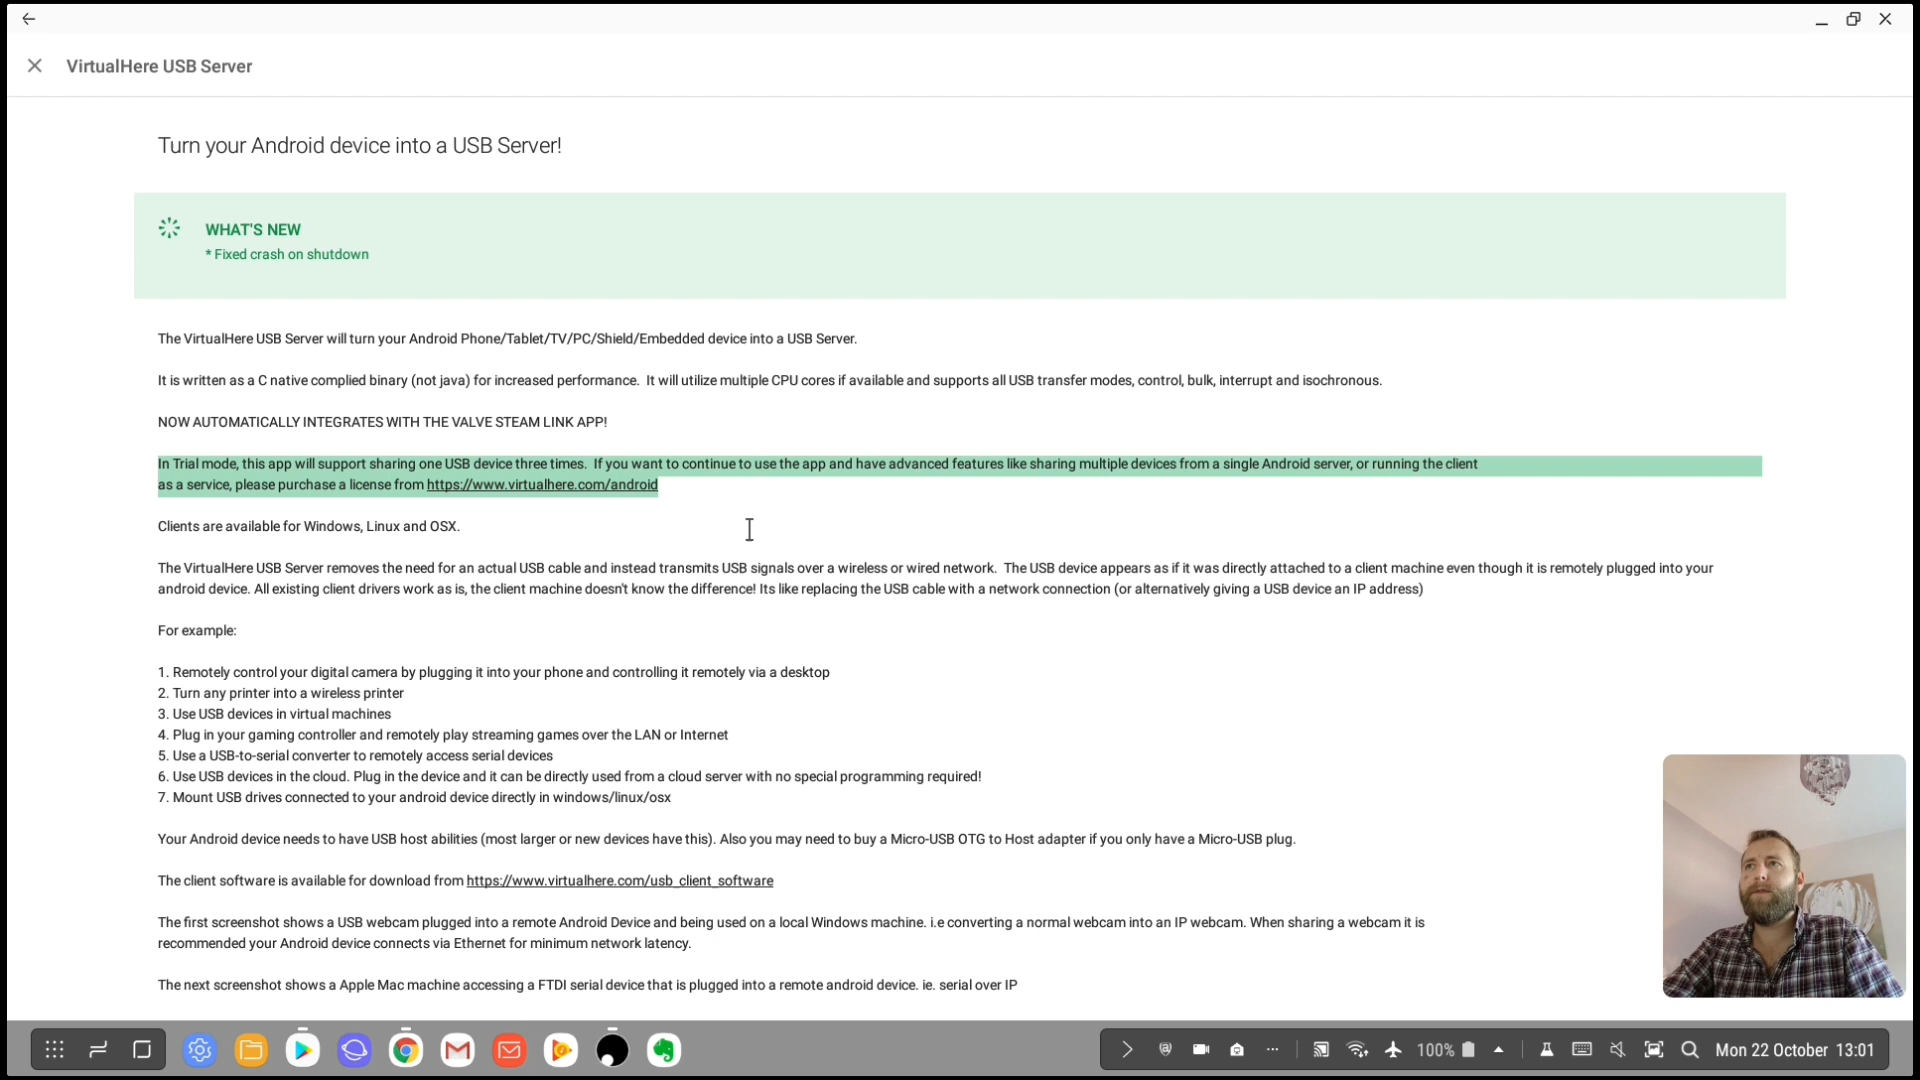 VirtualHere USB Server
Turn your Android device into a USB Server!
WHAT'S NEW
* Fixed crash on shutdown
The VirtualHere USB Server will turn your Android Phone/Tablet/TV/PC/Shield/Embedded device into a USB Server.
It is written as a C native complied binary (not java) for increased performance.  It will utilize multiple CPU cores if available and supports all USB transfer modes, control, bulk, interrupt and isochronous.
NOW AUTOMATICALLY INTEGRATES WITH THE VALVE STEAM LINK APP!
In Trial mode, this app will support sharing one USB device three times.  If you want to continue to use the app and have advanced features like sharing multiple devices from a single Android server, or running the client
as a service, please purchase a license from https://www.virtualhere.com/android
Clients are available for Windows, Linux and OSX.
The VirtualHere USB Server removes the need for an actual USB cable and instead transmits USB signals over a wireless or wired network.  The USB device appears as if it was directly attached to a client machine even though it is remotely plugged into your
android device. All existing client drivers work as is, the client machine doesn't know the difference! Its like replacing the USB cable with a network connection (or alternatively giving a USB device an IP address)
For example:
1. Remotely control your digital camera by plugging it into your phone and controlling it remotely via a desktop
2. Turn any printer into a wireless printer
3. Use USB devices in virtual machines
4. Plug in your gaming controller and remotely play streaming games over the LAN or Internet
5. Use a USB-to-serial converter to remotely access serial devices
6. Use USB devices in the cloud. Plug in the device and it can be directly used from a cloud server with no special programming required!
7. Mount USB drives connected to your android device directly in windows/linux/osx
Your Android device needs to have USB host abilities (most larger or new devices have this). Also you may need to buy a Micro-USB OTG to Host adapter if you only have a Micro-USB plug.
The client software is available for download from https://www.virtualhere.com/usb_client_software
The first screenshot shows a USB webcam plugged into a remote Android Device and being used on a local Windows machine. i.e converting a normal webcam into an IP webcam. When sharing a webcam it is
recommended your Android device connects via Ethernet for minimum network latency.
The next screenshot shows a Apple Mac machine accessing a FTDI serial device that is plugged into a remote android device. ie. serial over IP
100% Mon 22 October 13:01